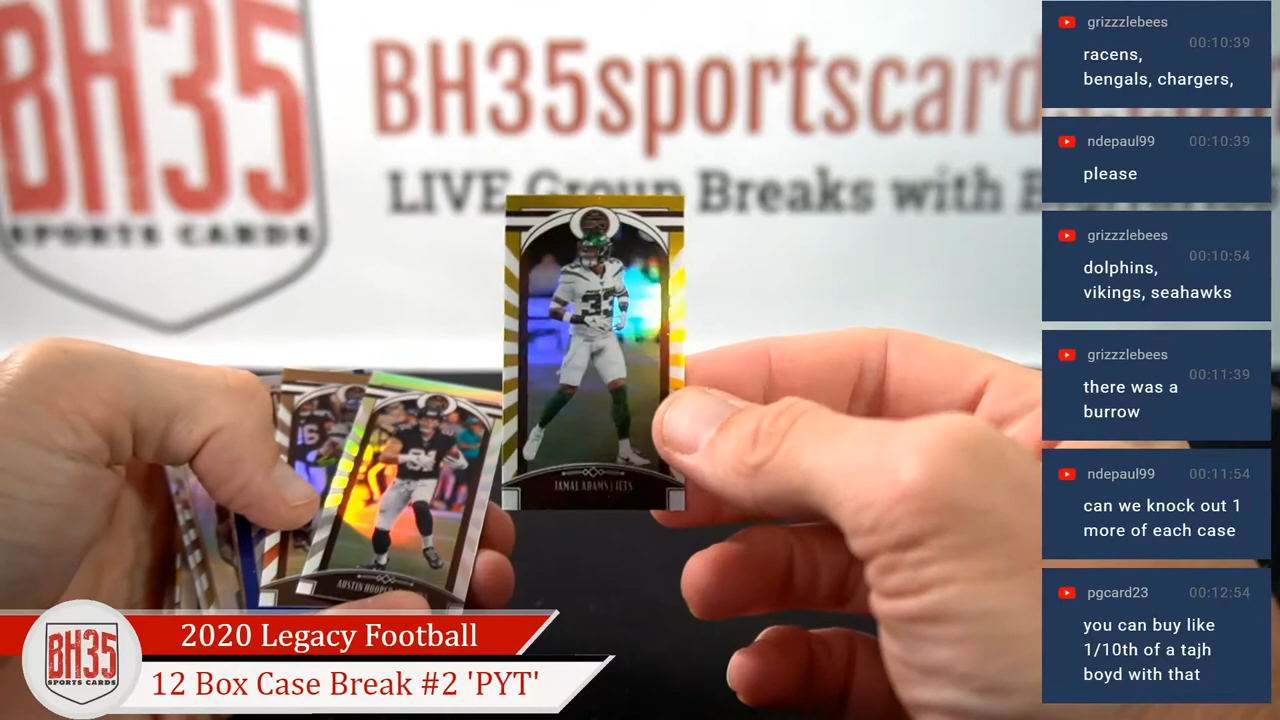 BH35
SPORTS CARDS
BH35sportscard
LIVE Group Breaks with
33
JAMAL ADAMS | JETS
81
AUSTIN HOOPER
BH35
SPORTS CARDS
2020 Legacy Football
12 Box Case Break #2 'PYT'
grizzzlebees
00:10:39
racens,
bengals, chargers,
ndepaul99
00:10:39
please
grizzzlebees
00:10:54
dolphins,
vikings, seahawks
grizzzlebees
00:11:39
there was a
burrow
ndepaul99
00:11:54
can we knock out 1
more of each case
pgcard23
00:12:54
you can buy like
1/10th of a tajh
boyd with that